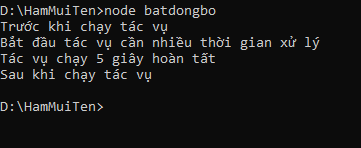 D:\HamMuiTen>node batdongbo
Trước khi chạy tác vụ
Bắt đầu tác vụ cần nhiều thời gian xử lý
Tác vụ chạy 5 giây hoàn tất
Sau khi chạy tác vụ
D:\HamMuiTen>